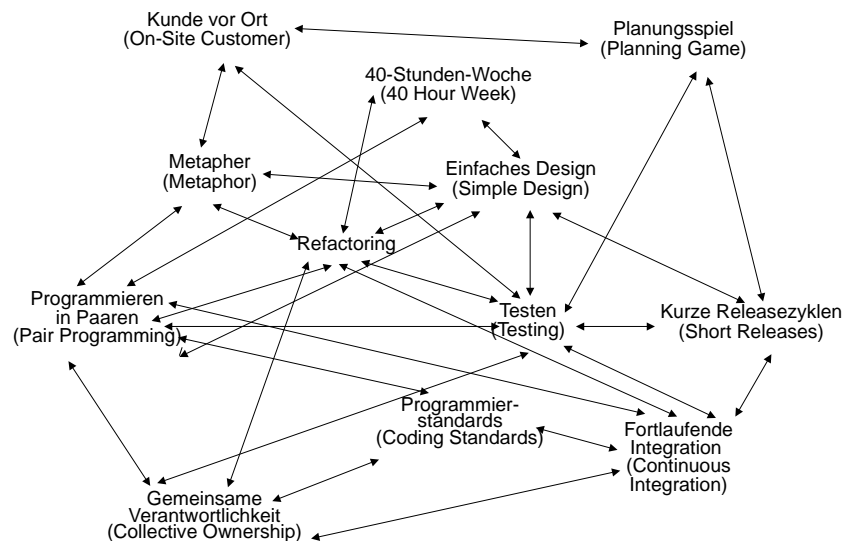 Kunde vor Ort
(On-Site Customer)
Planungsspiel
(Planning Game)
40-Stunden-Woche
(40 Hour Week)
Metapher
(Metaphor)
Einfaches Design
(Simple Design)
Refactoring
Programmieren
in Paaren
(Pair Programming)
Testen
(Testing)
Kurze Releasezyklen
(Short Releases)
Programmier-
standards
(Coding Standards)
Fortlaufende
Integration
(Continuous
Integration)
Gemeinsame
Verantwortlichkeit
(Collective Ownership)